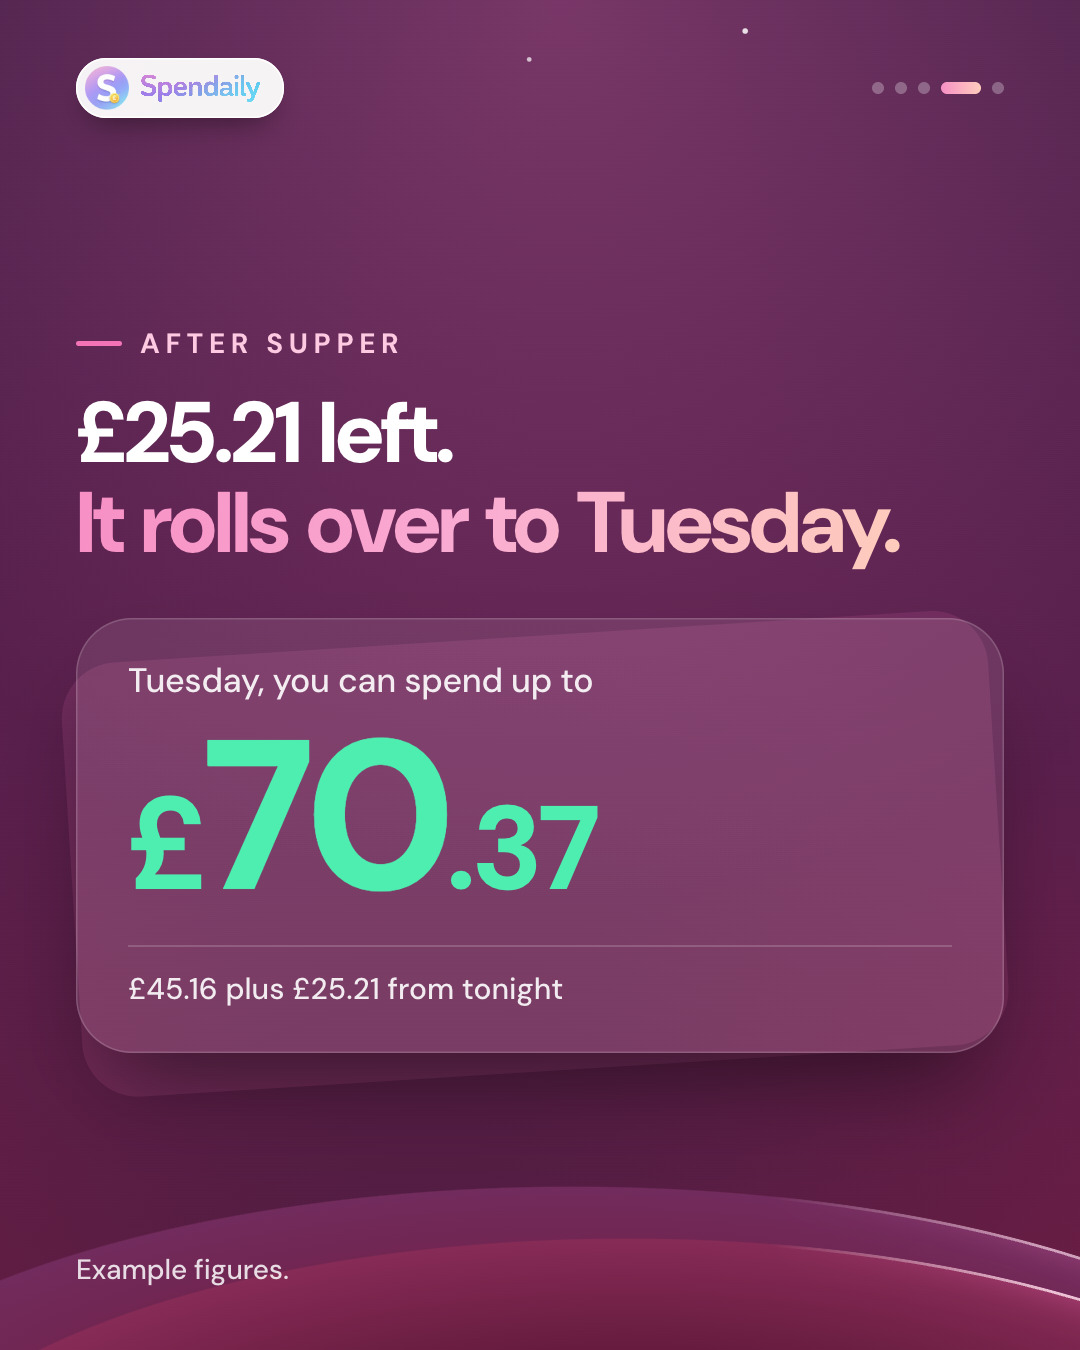 Spendaily
AFTER SUPPER
£25.21 left.
It rolls over to Tuesday.
Tuesday, you can spend up to
£70.37
£45.16 plus £25.21 from tonight
Example figures.